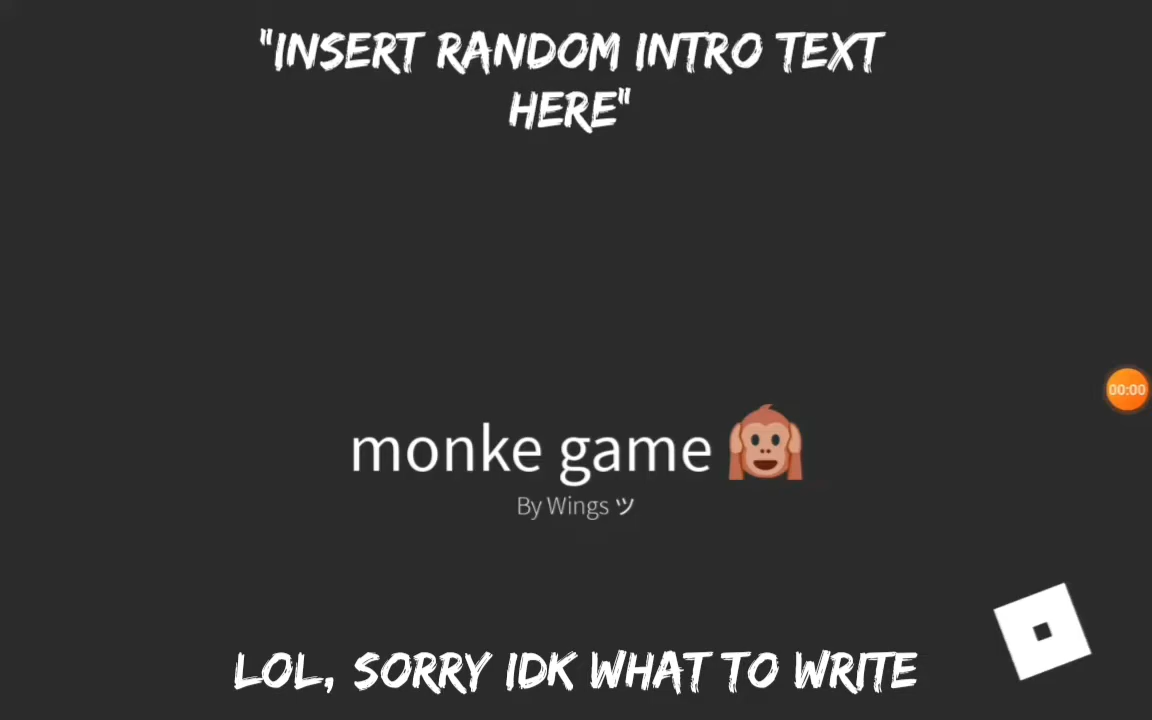 "INSERT RANDOM INTRO TEXT
HERE"
00:00
monke game 🙉
By Wings ツ
LOL, SORRY IDK WHAT TO WRITE